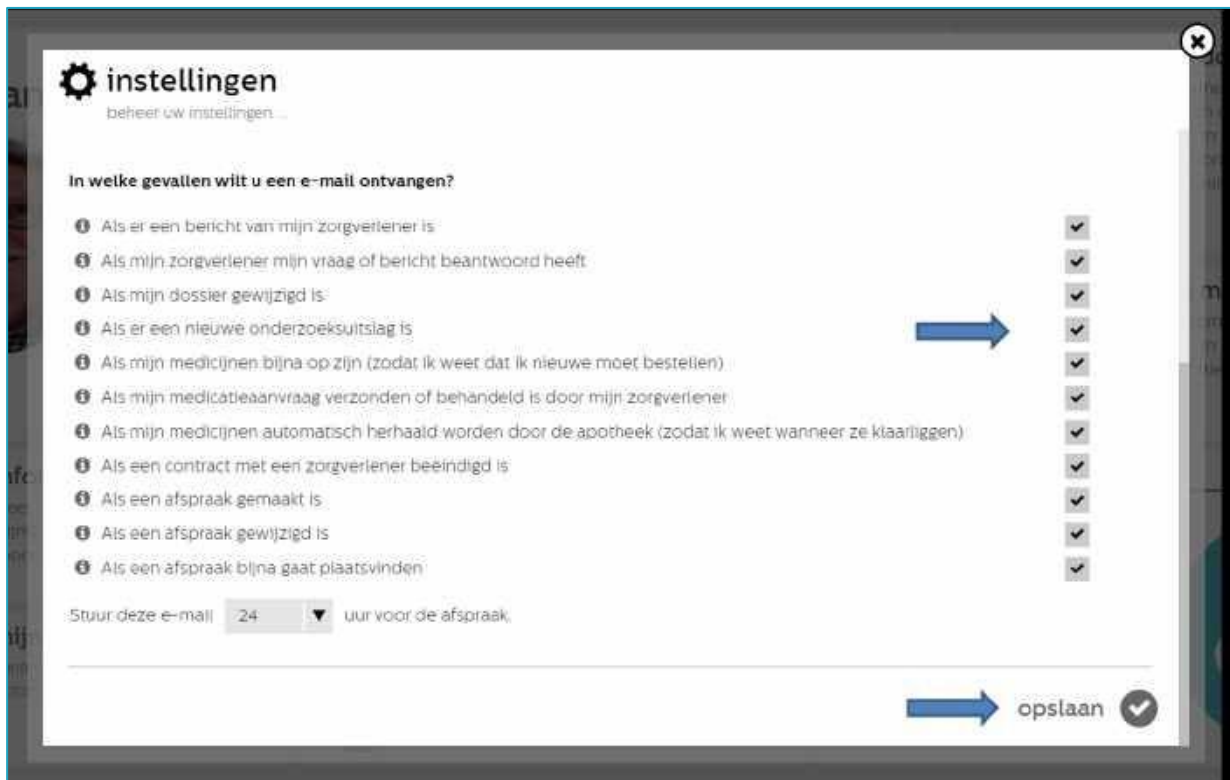 instellingen
beheer uw instellingen...
In welke gevallen wilt u een e-mail ontvangen?
Als er een bericht van mijn zorgverlener is
Als mijn zorgverlener mijn vraag of bericht beantwoord heeft
Als mijn dossier gewijzigd is
Als er een nieuwe onderzoeksuitslag is
Als mijn medicijnen bijna op zijn (zodat ik weet dat ik nieuwe moet bestellen)
Als mijn medicatieaanvraag verzonden of behandeld is door mijn zorgverlener
Als mijn medicijnen automatisch herhaald worden door de apotheek (zodat ik weet wanneer ze klaarliggen)
Als een contract met een zorgverlener beëindigd is
Als een afspraak gemaakt is
Als een afspraak gewijzigd is
Als een afspraak bijna gaat plaatsvinden
Stuur deze e-mail 24 uur voor de afspraak.
opslaan